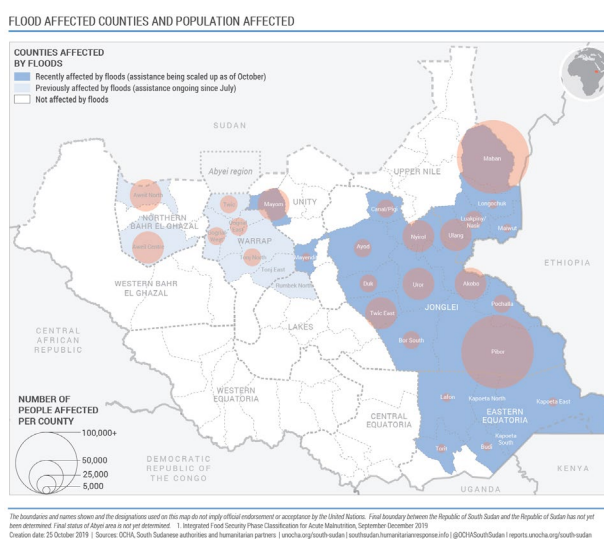 FLOOD AFFECTED COUNTIES AND POPULATION AFFECTED
COUNTIES AFFECTED
BY FLOODS
Recently affected by floods (assistance being scaled up as of October)
Previously affected by floods (assistance ongoing since July)
Not affected by floods
SUDAN
Abyei region
UPPER NILE
Maban
UNITY
Mayom
Twic
Aweil North
NORTHERN
BAHR EL GHAZAL
Aweil Centre
WARRAP
Tonj North
Tonj East
Rumbek North
Mayendit
Canal/Pigi
Longochuk
Luakpiny/
Nasir
Maiwut
Ulang
Nyirol
Ayod
ETHIOPIA
WESTERN BAHR
EL GHAZAL
Duk
Uror
Akobo
Pochalla
JONGLEI
Twic East
LAKES
Bor South
Pibor
CENTRAL
AFRICAN
REPUBLIC
WESTERN
EQUATORIA
CENTRAL
EQUATORIA
Lafon
Kapoeta North
Kapoeta East
EASTERN
EQUATORIA
Kapoeta
South
Torit
Budi
KENYA
UGANDA
DEMOCRATIC
REPUBLIC OF
THE CONGO
NUMBER OF
PEOPLE AFFECTED
PER COUNTY
100,000+
50,000
25,000
5,000
The boundaries and names shown and the designations used on this map do not imply official endorsement or acceptance by the United Nations. Final boundary between the Republic of South Sudan and the Republic of Sudan has not yet
been determined. Final status of Abyei area is not yet determined. 1. Integrated Food Security Phase Classification for Acute Malnutrition, September-December 2019
Creation date: 25 October 2019 | Sources: OCHA, South Sudanese authorities and humanitarian partners | unocha.org/south-sudan | southsudan.humanitarianresponse.info | @OCHASouthSudan | reports.unocha.org/south-sudan